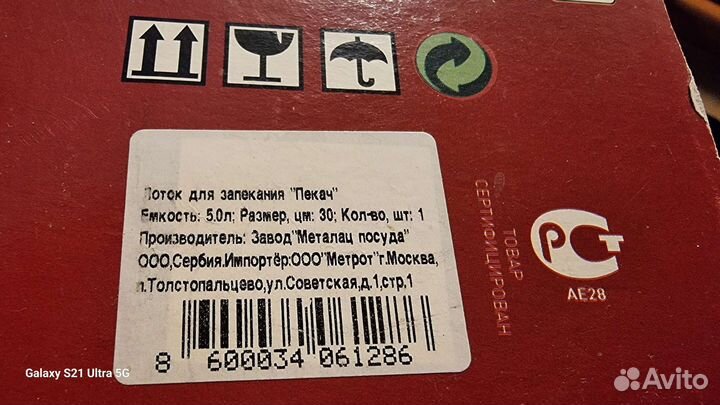 Лоток для запекания "Пекач"
Емкость: 5.0л; Размер, цм: 30; Кол-во, шт: 1
Производитель: Завод"Металац посуда"
ООО,Сербия.Импортёр:ООО"Метрот"г.Москва,
п.Толстопальцево,ул.Советская,д.1,стр.1
8 600034 061286
ТОВАР
СЕРТИФИЦИРОВАН
РСТ
АЕ28
Galaxy S21 Ultra 5G
Avito